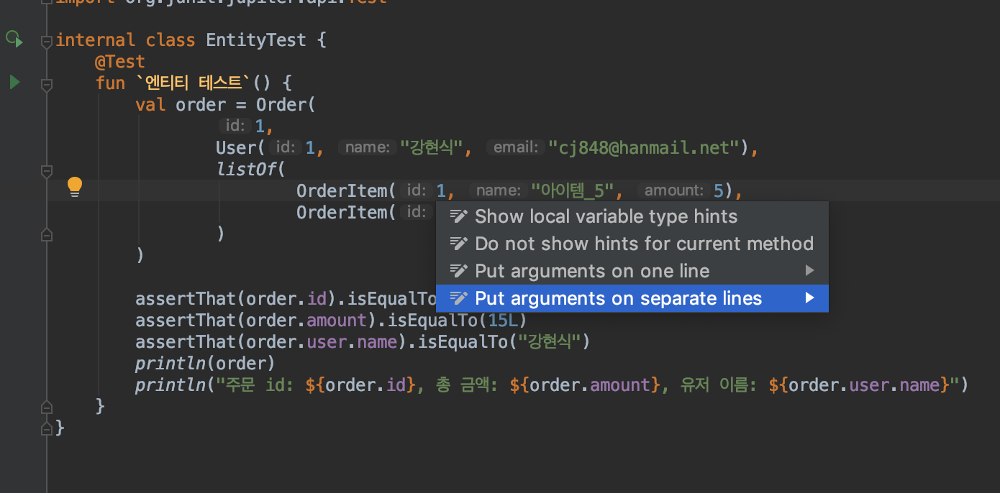 import org.junit.jupiter.api.Test
internal class EntityTest {
@Test
fun `엔티티 테스트`() {
val order = Order(
id: 1,
User( id: 1, name: "강현식", email: "cj848@hanmail.net"),
listOf(
OrderItem( id: 1, name: "아이템_5", amount: 5),
OrderItem( id:
)
)
Show local variable type hints
Do not show hints for current method
Put arguments on one line
Put arguments on separate lines
assertThat(order.id).isEqualTo
assertThat(order.amount).isEqualTo(15L)
assertThat(order.user.name).isEqualTo("강현식")
println(order)
println("주문 id: ${order.id}, 총 금액: ${order.amount}, 유저 이름: ${order.user.name}")
}
}